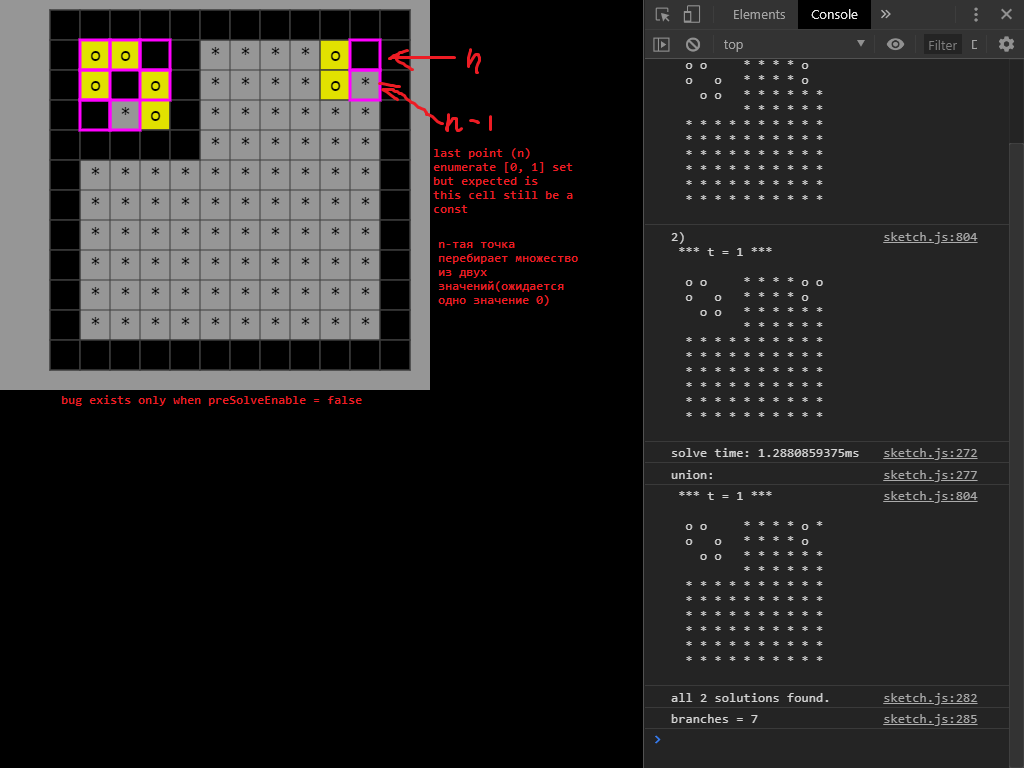 o o * * * * o
o o * * * * o *
* o * * * * * *
* * * * * *
* * * * * * * * * *
* * * * * * * * * *
* * * * * * * * * *
* * * * * * * * * *
* * * * * * * * * *
* * * * * * * * * *
n
n-1
last point (n)
enumerate [0, 1] set
but expected is
this cell still be a
const
n-тая точка
перебирает множество
из двух
значений(ожидается
одно значение 0)
bug exists only when preSolveEnable = false
Elements Console »
top Filter
o o * * * * o
o o * * * * o
o o * * * * * *
* * * * * *
* * * * * * * * * *
* * * * * * * * * *
* * * * * * * * * *
* * * * * * * * * *
* * * * * * * * * *
* * * * * * * * * *
2) sketch.js:804
*** t = 1 ***
o o * * * * o o
o o * * * * o
o o * * * * * *
* * * * * *
* * * * * * * * * *
* * * * * * * * * *
* * * * * * * * * *
* * * * * * * * * *
* * * * * * * * * *
* * * * * * * * * *
solve time: 1.2880859375ms sketch.js:272
union: sketch.js:277
*** t = 1 *** sketch.js:804
o o * * * * o *
o o * * * * o
o o * * * * * *
* * * * * *
* * * * * * * * * *
* * * * * * * * * *
* * * * * * * * * *
* * * * * * * * * *
* * * * * * * * * *
* * * * * * * * * *
all 2 solutions found. sketch.js:282
branches = 7 sketch.js:285
>